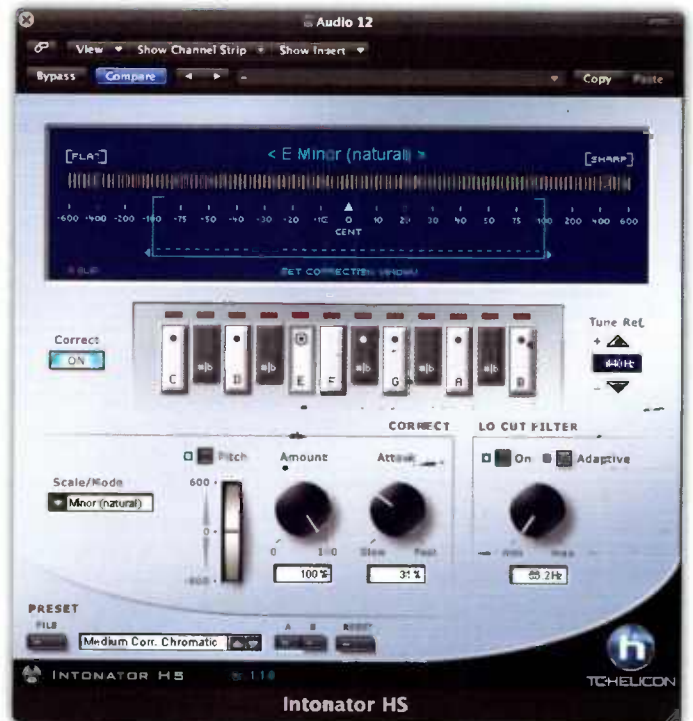 Audio 12
View Show Channel Strip Show Insert
Bypass Compare - Copy Paste
[FLAT] < E Minor (natural) > [SHARP]
-600 -400 -200 -100 -75 -50 -40 -30 -20 -10 0 10 20 30 40 50 75 100 200 400 600
CENT
SET CORRECTION WINDOW
Correct
ON
C D E F G A B
Tune Ref.
+
440Hz
-
CORRECT LO CUT FILTER
Pitch Amount Attack On Adaptive
Scale/Mode
Minor (natural)
600
0
-600
0 100 Slow Fast min max
100 %
PRESET
FILE A B RESET
Medium Corr. Chromatic
INTONATOR HS
TC-HELICON
Intonator HS